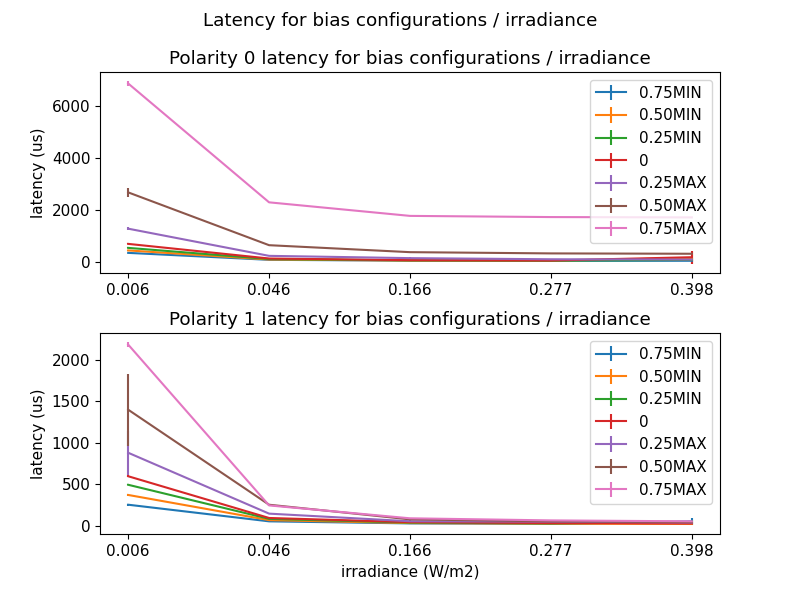 Latency for bias configurations / irradiance
Polarity 0 latency for bias configurations / irradiance
latency (us)
6000
4000
2000
0
0.75MIN
0.50MIN
0.25MIN
0
0.25MAX
0.50MAX
0.75MAX
0.006
0.046
0.166
0.277
0.398
Polarity 1 latency for bias configurations / irradiance
latency (us)
2000
1500
1000
500
0
0.75MIN
0.50MIN
0.25MIN
0
0.25MAX
0.50MAX
0.75MAX
0.006
0.046
0.166
0.277
0.398
irradiance (W/m2)